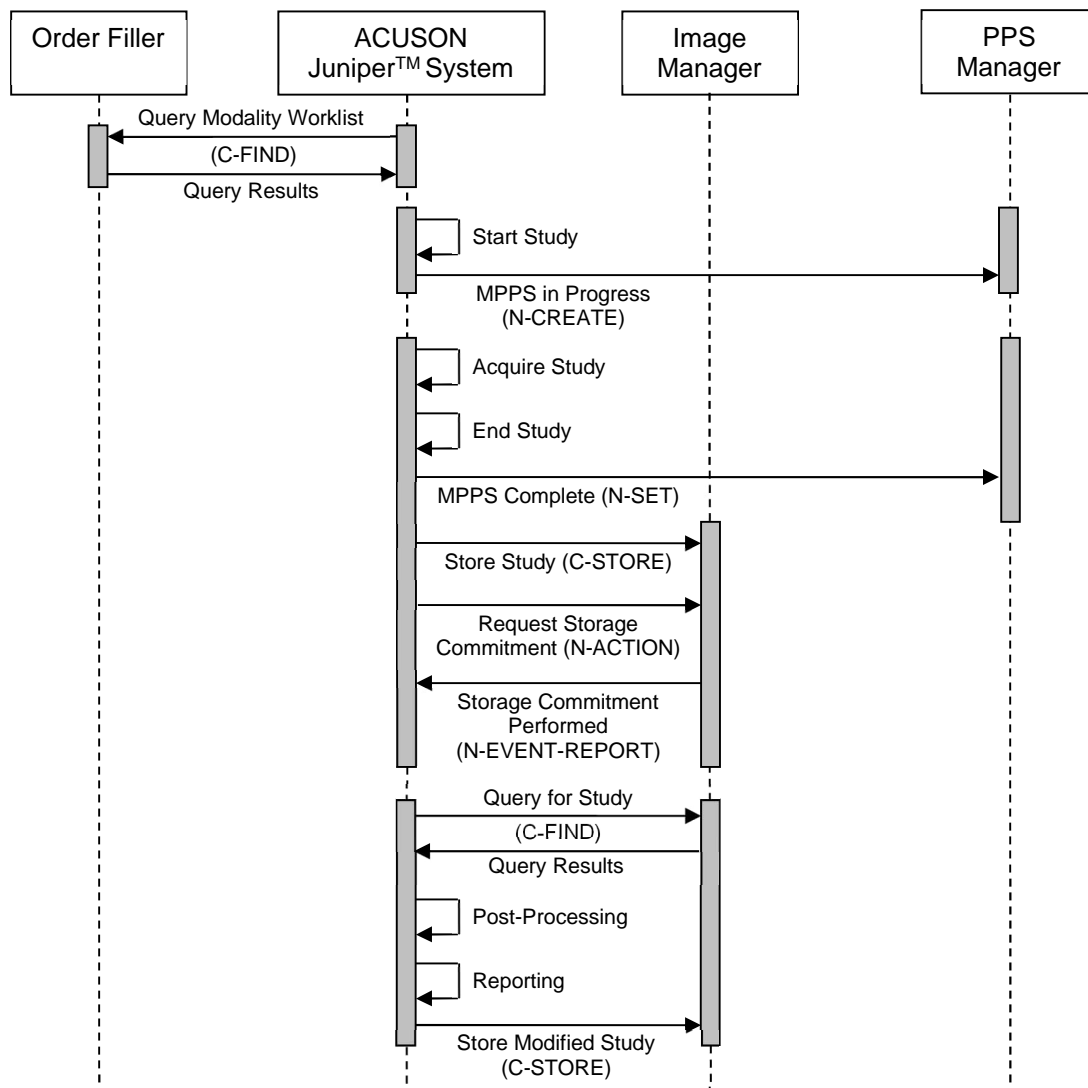 Order Filler
ACUSON
Juniper™ System
Image
Manager
PPS
Manager
Query Modality Worklist
(C-FIND)
Query Results
Start Study
MPPS in Progress
(N-CREATE)
Acquire Study
End Study
MPPS Complete (N-SET)
Store Study (C-STORE)
Request Storage
Commitment (N-ACTION)
Storage Commitment
Performed
(N-EVENT-REPORT)
Query for Study
(C-FIND)
Query Results
Post-Processing
Reporting
Store Modified Study
(C-STORE)